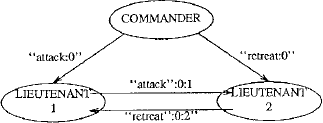 COMMANDER
“attack:0”
“retreat:0”
LIEUTENANT
1
“attack”:0:1
LIEUTENANT
2
“retreat”:0:2”